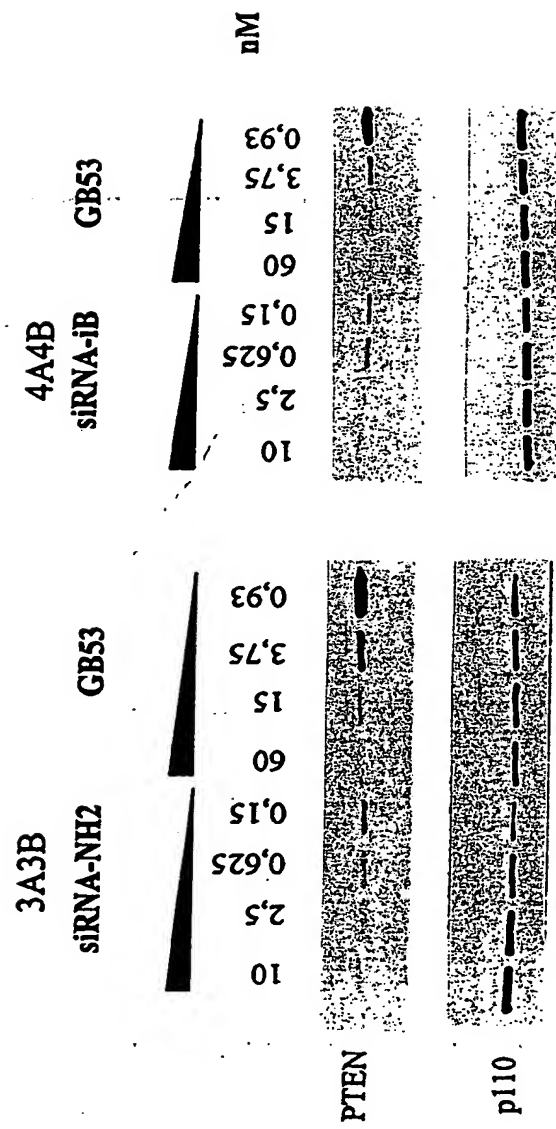 3A3B
siRNA-NH2 GB53
10 2,5 0,625 0,15 60 15 3,75 0,93
4A4B
siRNA-iB GB53
10 2,5 0,625 0,15 60 15 3,75 0,93 nM
PTEN
p110